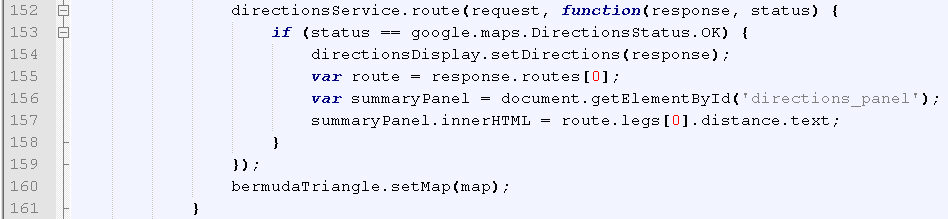 152 directionsService.route(request, function(response, status) {
153 if (status == google.maps.DirectionsStatus.OK) {
154 directionsDisplay.setDirections(response);
155 var route = response.routes[0];
156 var summaryPanel = document.getElementById('directions_panel');
157 summaryPanel.innerHTML = route.legs[0].distance.text;
158 }
159 });
160 bermudaTriangle.setMap(map);
161 }